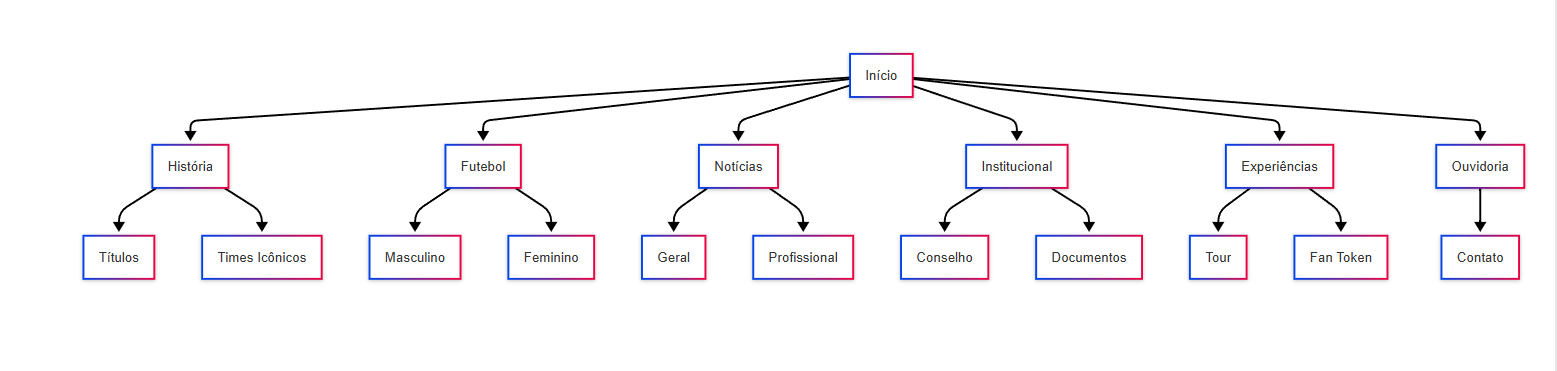 Início
História
Futebol
Notícias
Institucional
Experiências
Ouvidoria
Títulos
Times Icônicos
Masculino
Feminino
Geral
Profissional
Conselho
Documentos
Tour
Fan Token
Contato